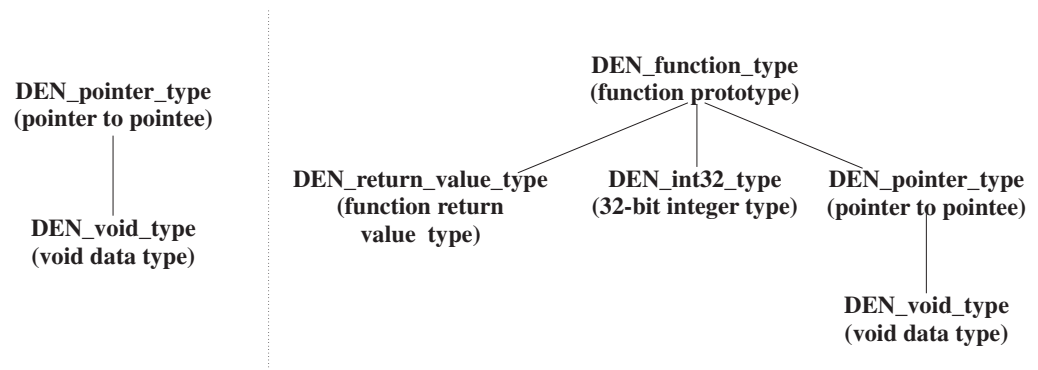 DEN_pointer_type
(pointer to pointee)
DEN_void_type
(void data type)
DEN_function_type
(function prototype)
DEN_return_value_type
(function return
value type)
DEN_int32_type
(32-bit integer type)
DEN_pointer_type
(pointer to pointee)
DEN_void_type
(void data type)